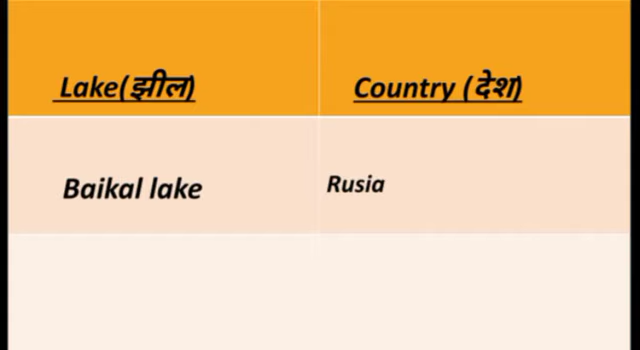 Lake(झील)
Country (देश)
Baikal lake
Rusia